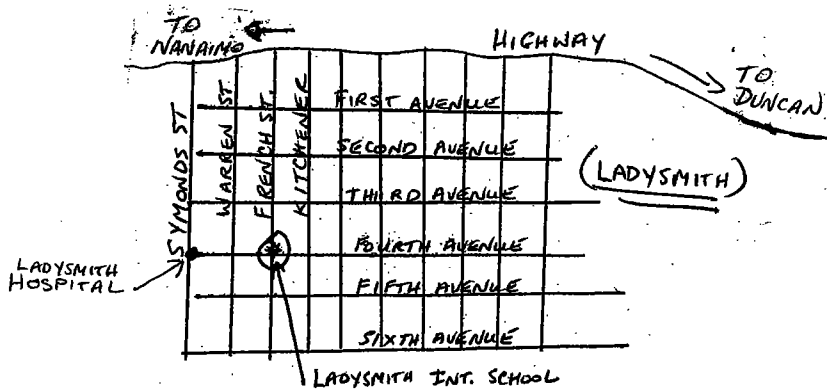 TO
NANAIMO
HIGHWAY
TO
DUNCAN
SYMONDS ST
WARREN ST
FRENCH ST.
KITCHENER
FIRST AVENUE
SECOND AVENUE
(LADYSMITH)
THIRD AVENUE
FOURTH AVENUE
LADYSMITH
HOSPITAL
FIFTH AVENUE
SIXTH AVENUE
LADYSMITH INT. SCHOOL